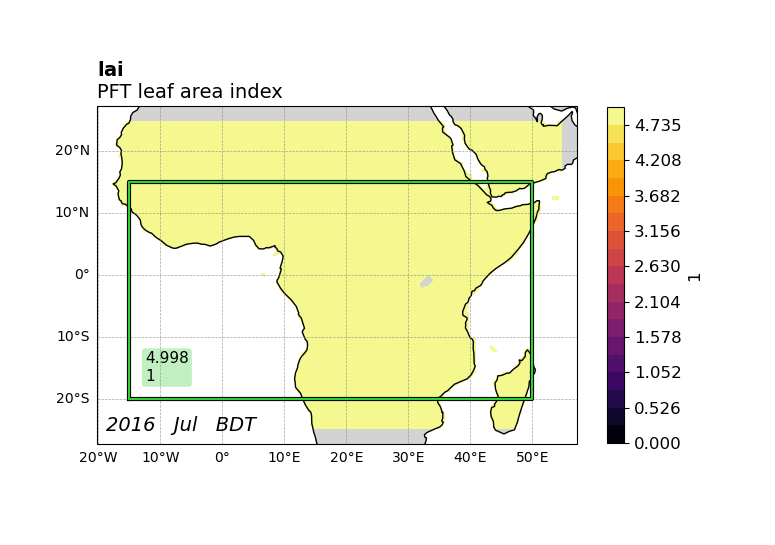 lai
PFT leaf area index
20°N
10°N
0°
10°S
20°S
20°W
10°W
0°
10°E
20°E
30°E
40°E
50°E
4.998
1
2016 Jul BDT
4.735
4.208
3.682
3.156
2.630
2.104
1.578
1.052
0.526
0.000
1